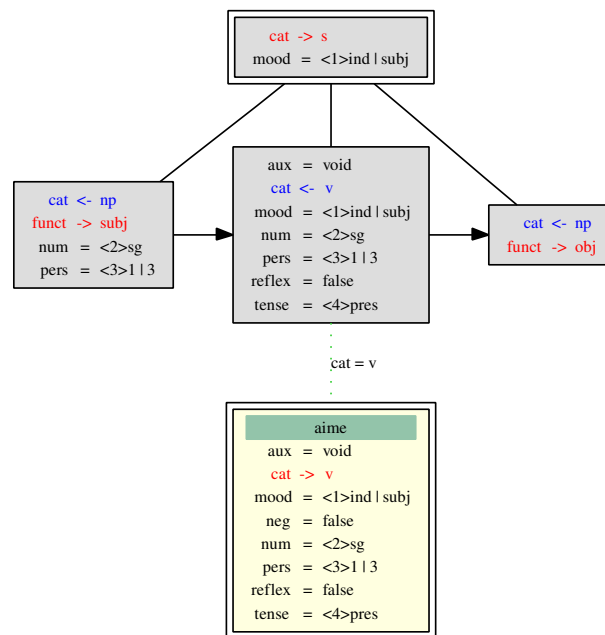 cat -> s
mood = <1>ind | subj
cat <- np
funct -> subj
num = <2>sg
pers = <3>1 | 3
aux = void
cat <- v
mood = <1>ind | subj
num = <2>sg
pers = <3>1 | 3
reflex = false
tense = <4>pres
cat <- np
funct -> obj
cat = v
aime
aux = void
cat -> v
mood = <1>ind | subj
neg = false
num = <2>sg
pers = <3>1 | 3
reflex = false
tense = <4>pres